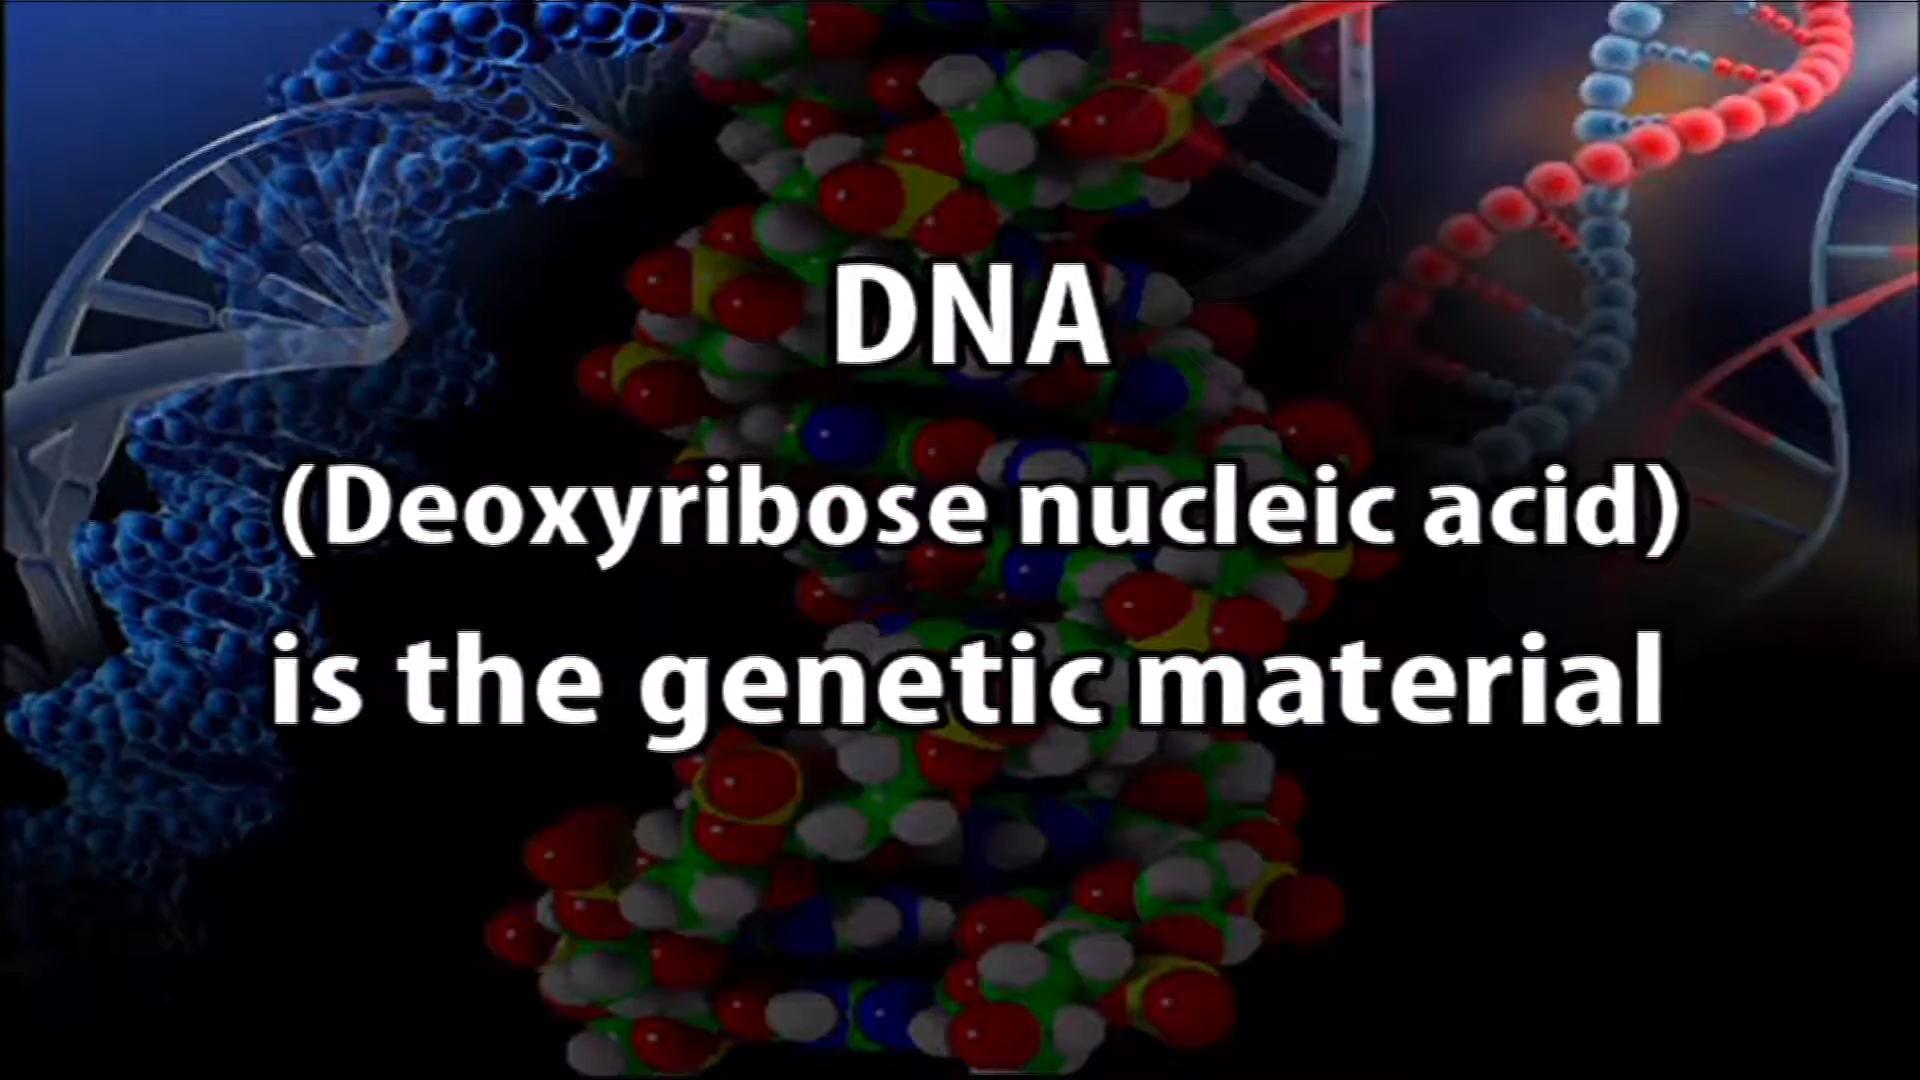 DNA
(Deoxyribose nucleic acid)
is the genetic material